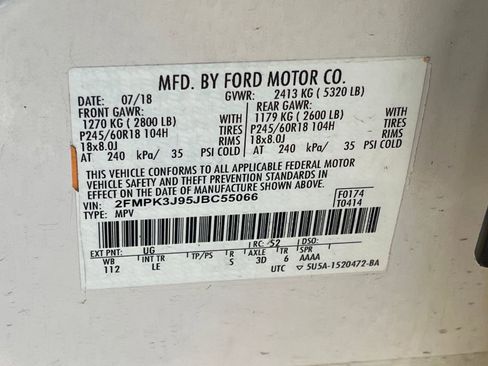 MFD. BY FORD MOTOR CO.
DATE: 07/18 GVWR: 2413 KG ( 5320 LB)
FRONT GAWR: REAR GAWR:
1270 KG ( 2800 LB) WITH 1179 KG ( 2600 LB) WITH
P245/60R18 104H TIRES P245/60R18 104H TIRES
18x8.0J RIMS 18x8.0J RIMS
AT 240 kPa/ 35 PSI COLD AT 240 kPa/ 35 PSI COLD
THIS VEHICLE CONFORMS TO ALL APPLICABLE FEDERAL MOTOR
VEHICLE SAFETY AND THEFT PREVENTION STANDARDS IN
EFFECT ON THE DATE OF MANUFACTURE SHOWN ABOVE.
VIN: 2FMPK3J95JBC55066 F0174
TYPE: MPV T0414
EXT PNT: UG RC: 52 DSO:
WB INT TR TP/PS R AXLE TR SPR
112 LE S 3D 6 AAAA
UTC ▽ 5U5A-1520472-BA